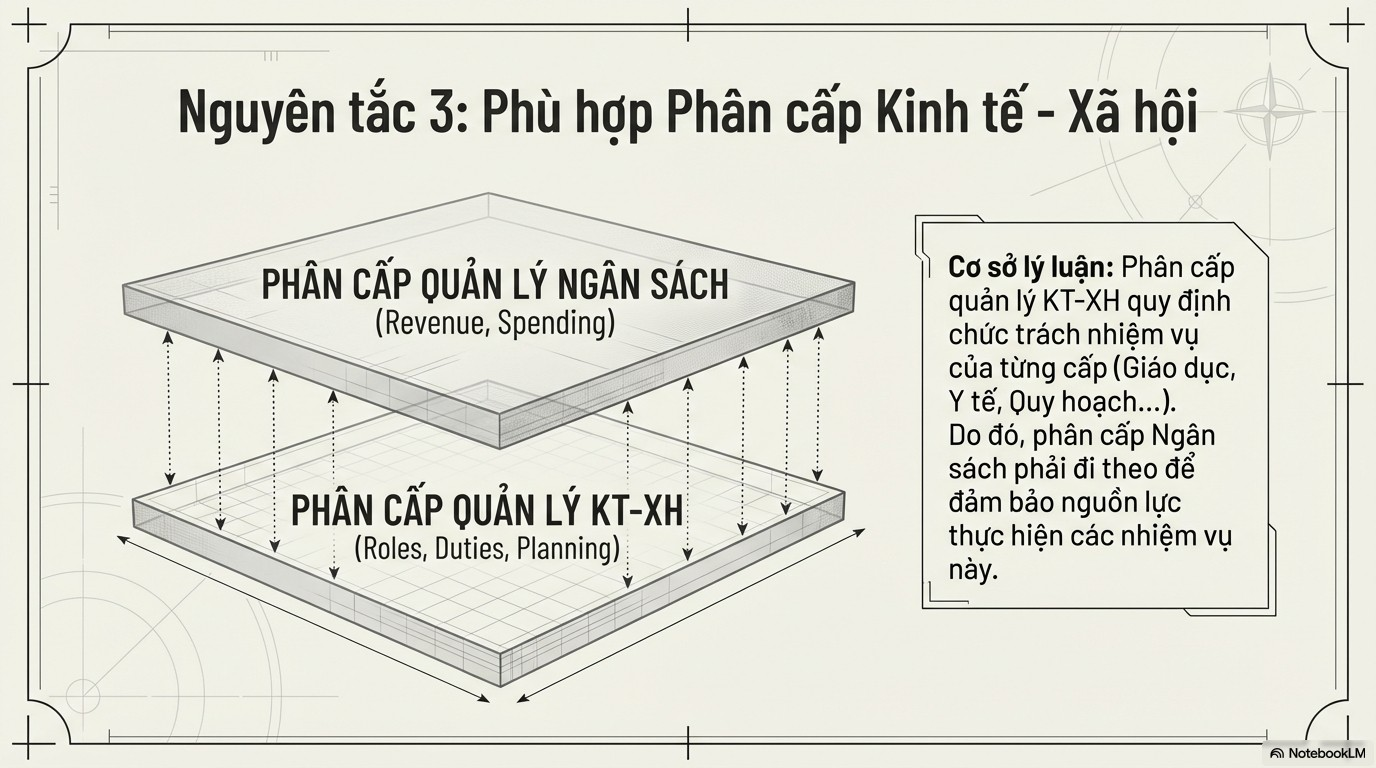 Nguyên tắc 3: Phù hợp Phân cấp Kinh tế - Xã hội
PHÂN CẤP QUẢN LÝ NGÂN SÁCH
(Revenue, Spending)
PHÂN CẤP QUẢN LÝ KT-XH
(Roles, Duties, Planning)
Cơ sở lý luận: Phân cấp
quản lý KT-XH quy định
chức trách nhiệm vụ
của từng cấp (Giáo dục,
Y tế, Quy hoạch...).
Do đó, phân cấp Ngân
sách phải đi theo để
đảm bảo nguồn lực
thực hiện các nhiệm vụ
này.
NotebookLM